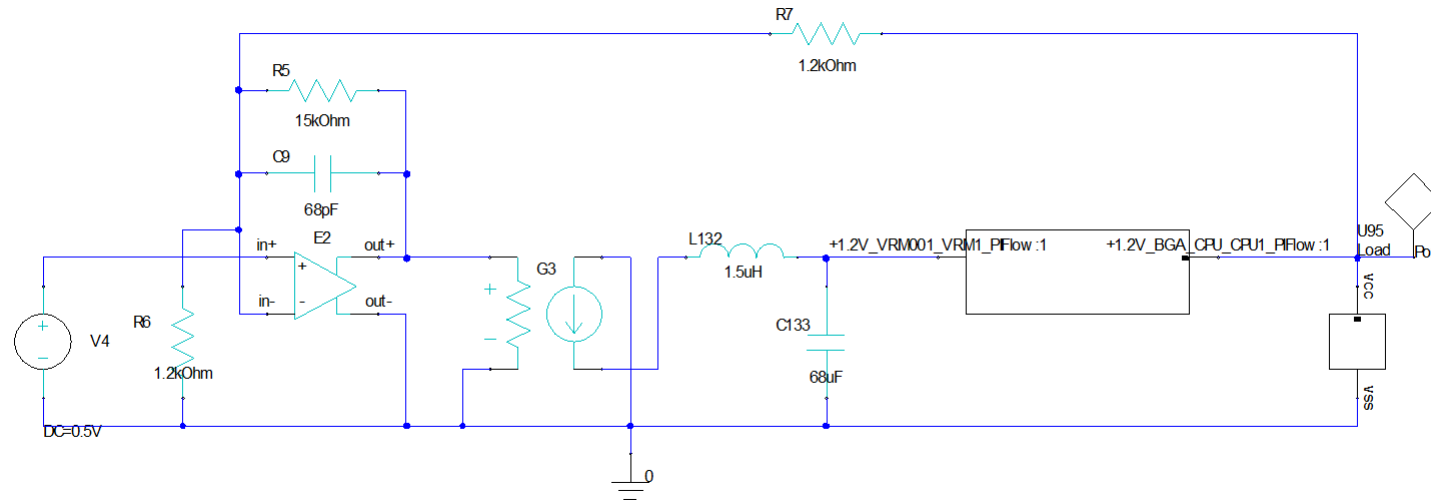 R7
1.2kOhm
R5
15kOhm
C9
68pF
in+
E2
out+
+
-
in-
out-
V4
+
DC=0.5V
R6
1.2kOhm
G3
+
L132
1.5uH
C133
68uF
+1.2V_VRM001_VRM1_PIFlow :1
+1.2V_BGA_CPU_CPU1_PIFlow :1
U95
Load
Po
vcc
vss
0